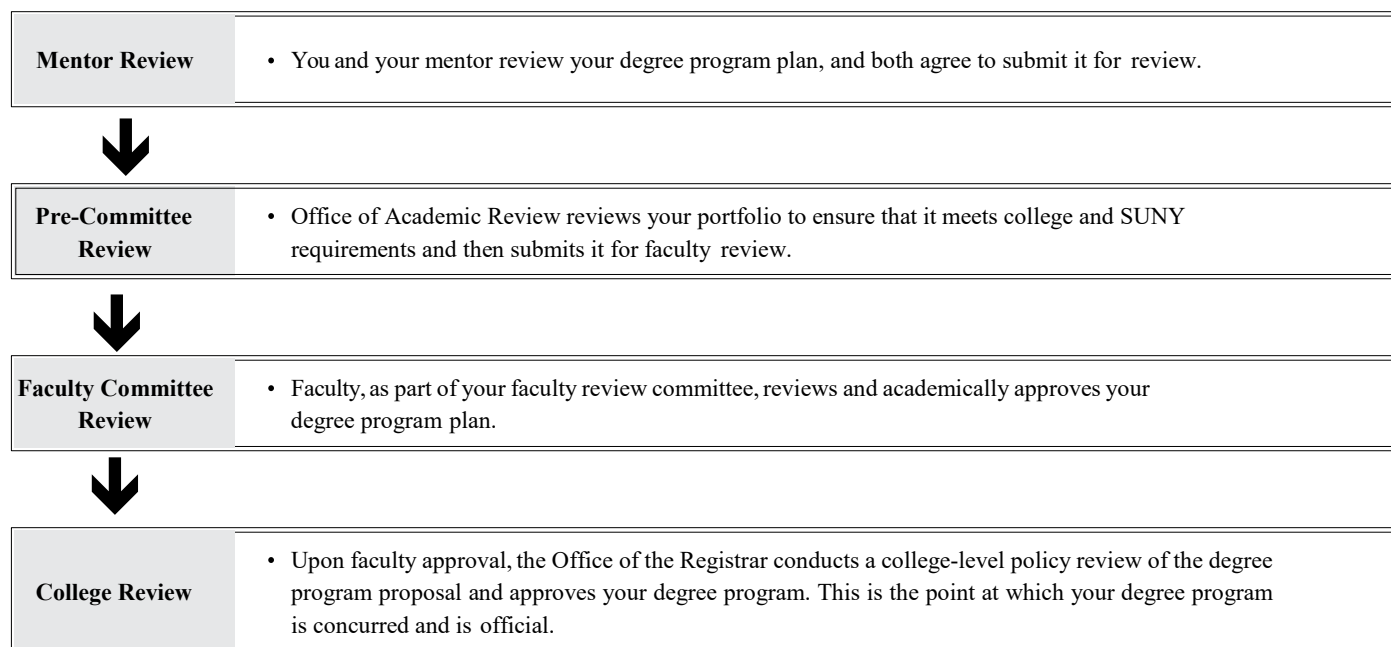 Mentor Review
• You and your mentor review your degree program plan, and both agree to submit it for review.
Pre-Committee
Review
• Office of Academic Review reviews your portfolio to ensure that it meets college and SUNY
requirements and then submits it for faculty review.
Faculty Committee
Review
• Faculty, as part of your faculty review committee, reviews and academically approves your
degree program plan.
College Review
• Upon faculty approval, the Office of the Registrar conducts a college-level policy review of the degree
program proposal and approves your degree program. This is the point at which your degree program
is concurred and is official.